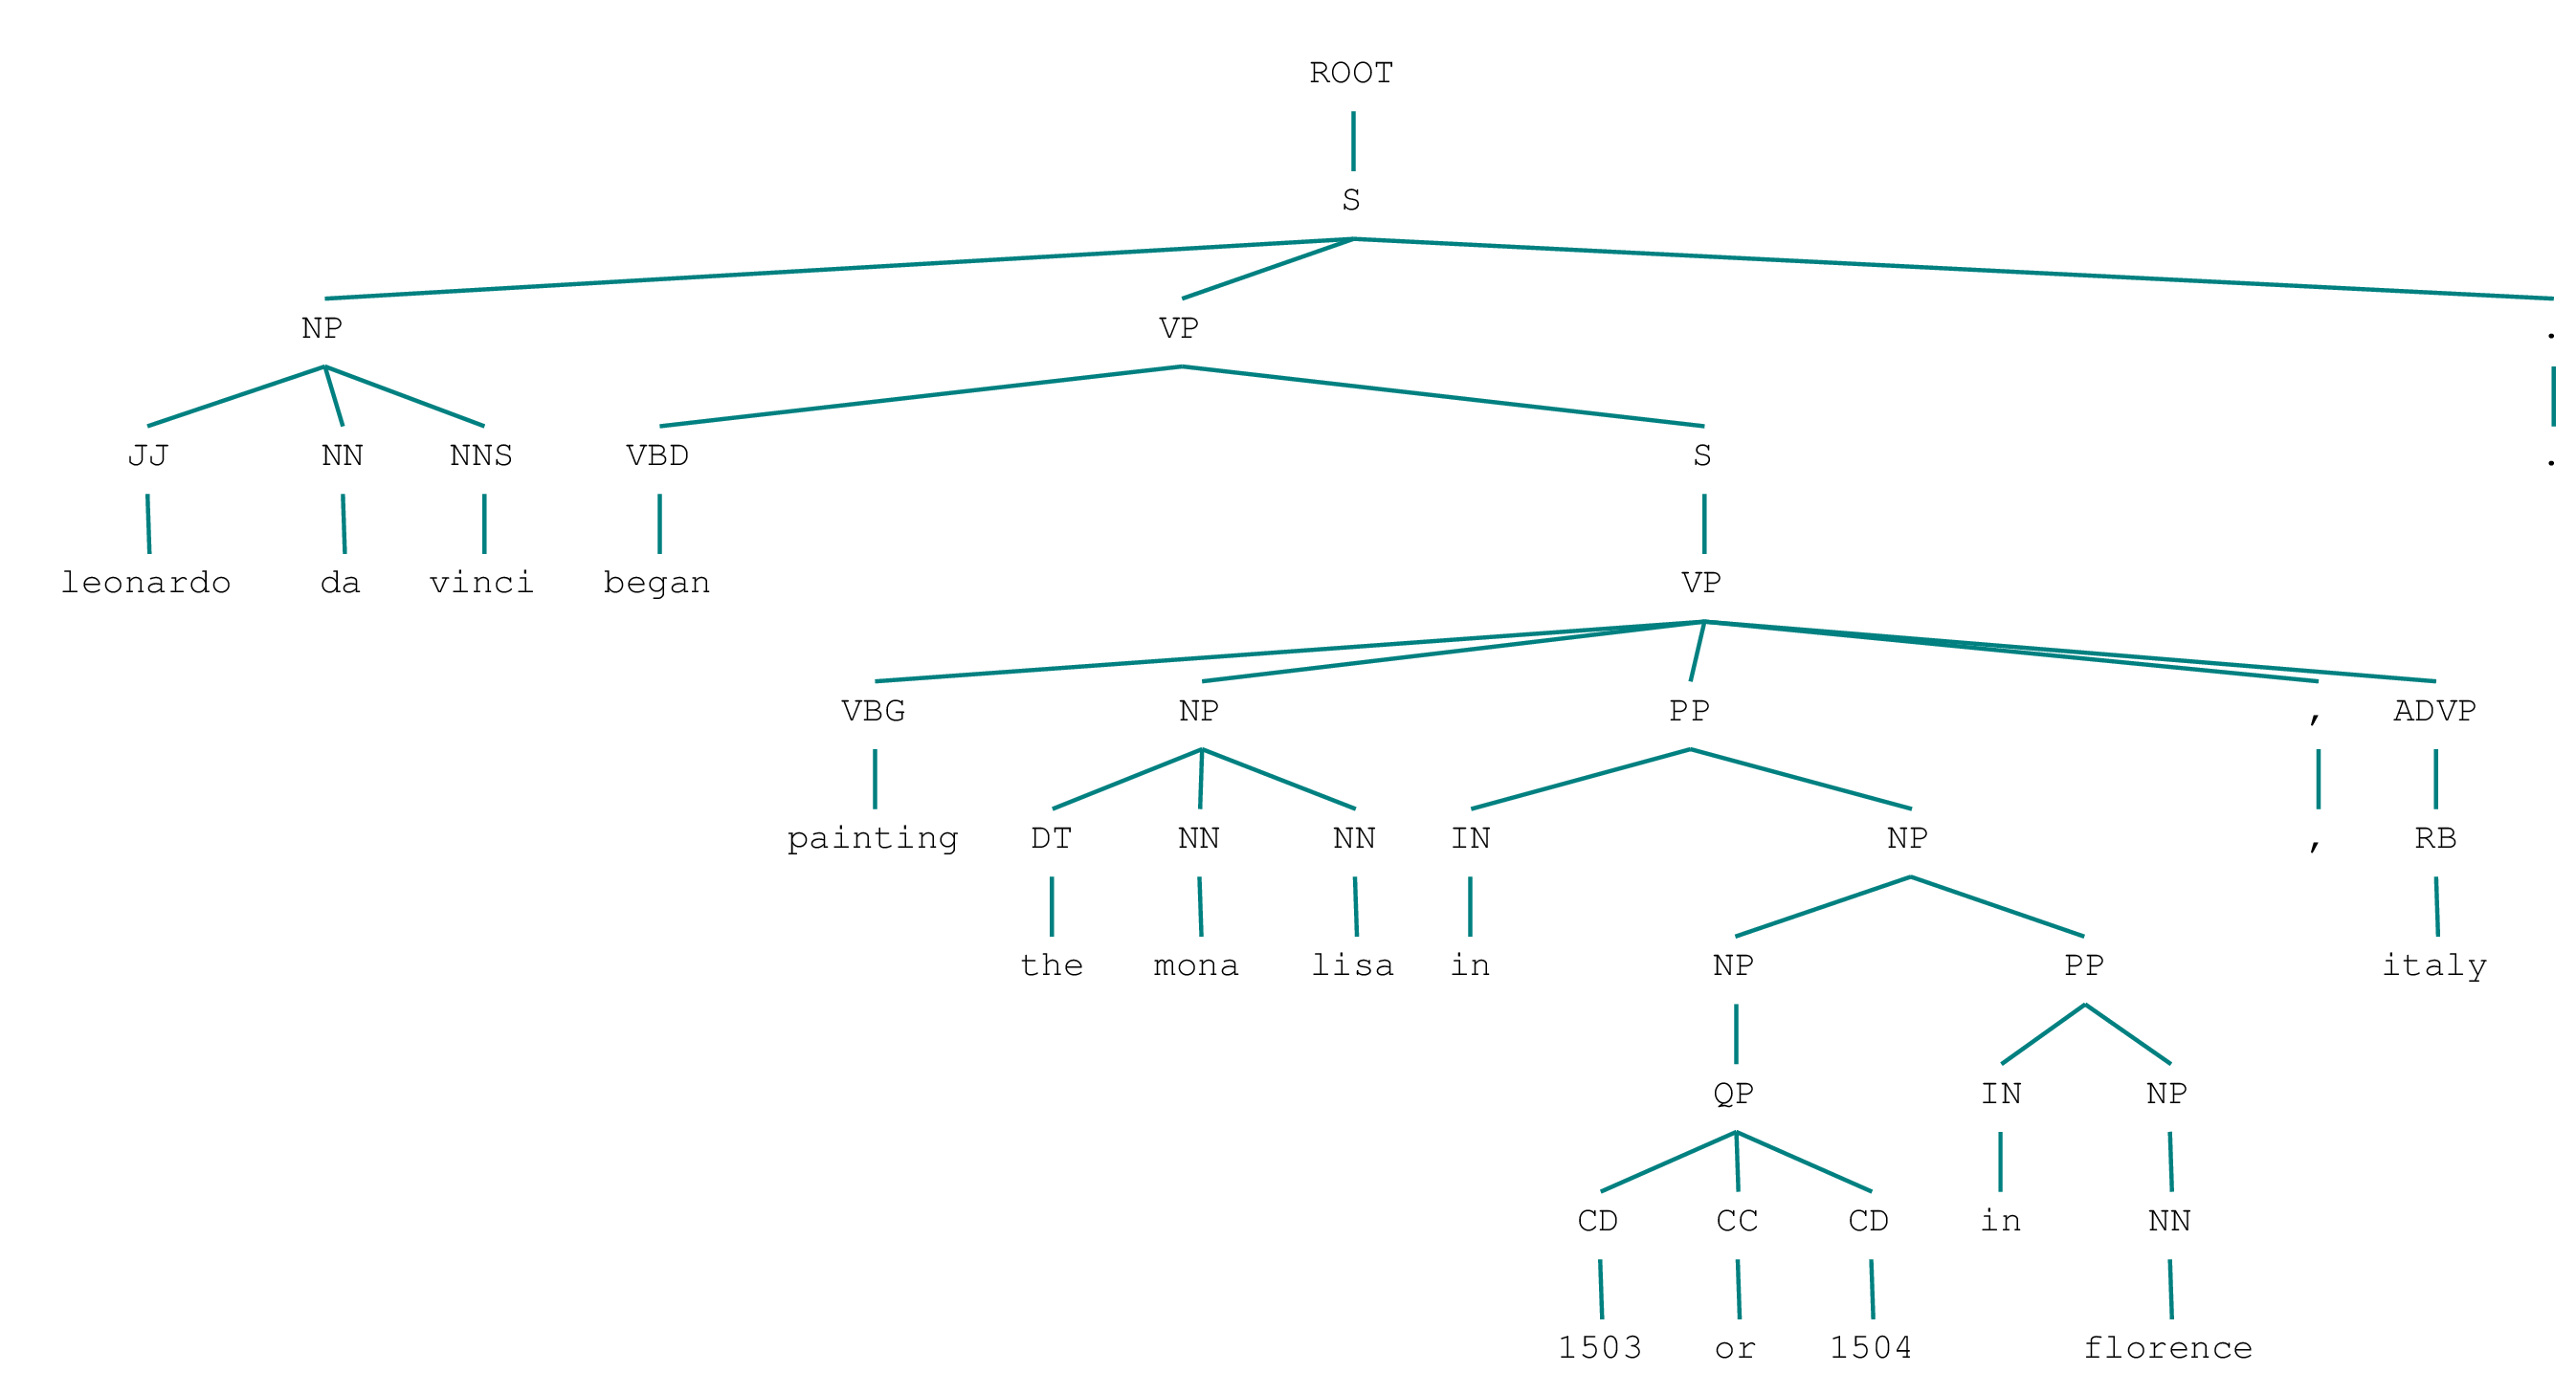 ROOT
S
NP VP .
JJ NN NNS VBD S .
leonardo da vinci began VP
VBG NP PP , ADVP
painting DT NN NN IN NP , RB
the mona lisa in NP PP italy
QP IN NP
CD CC CD in NN
1503 or 1504 florence